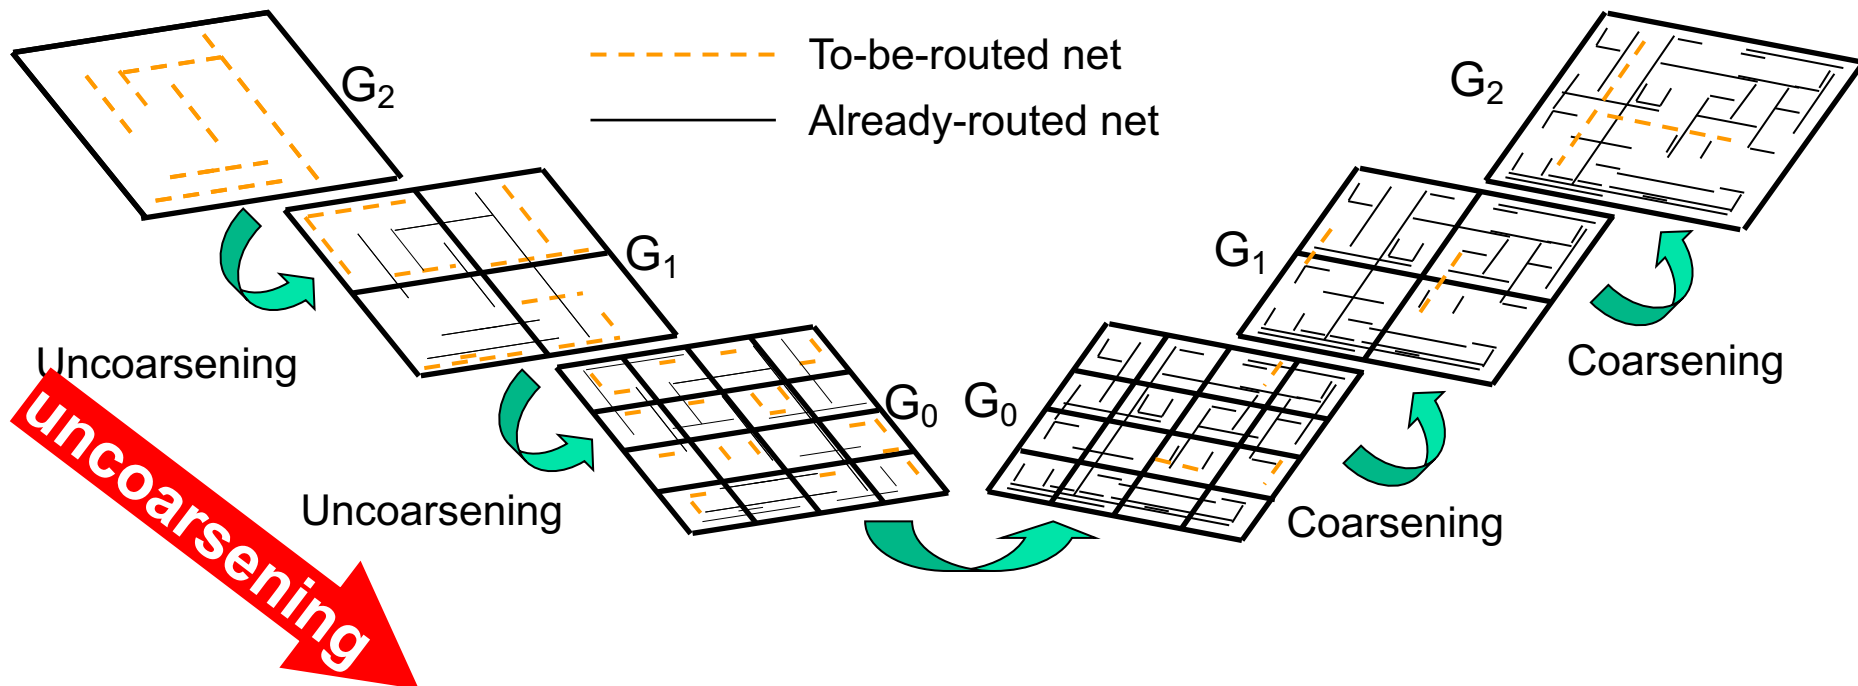 To-be-routed net
Already-routed net
G₂
G₁
G₀
Uncoarsening
Uncoarsening
uncoarsening
G₀
G₁
G₂
Coarsening
Coarsening